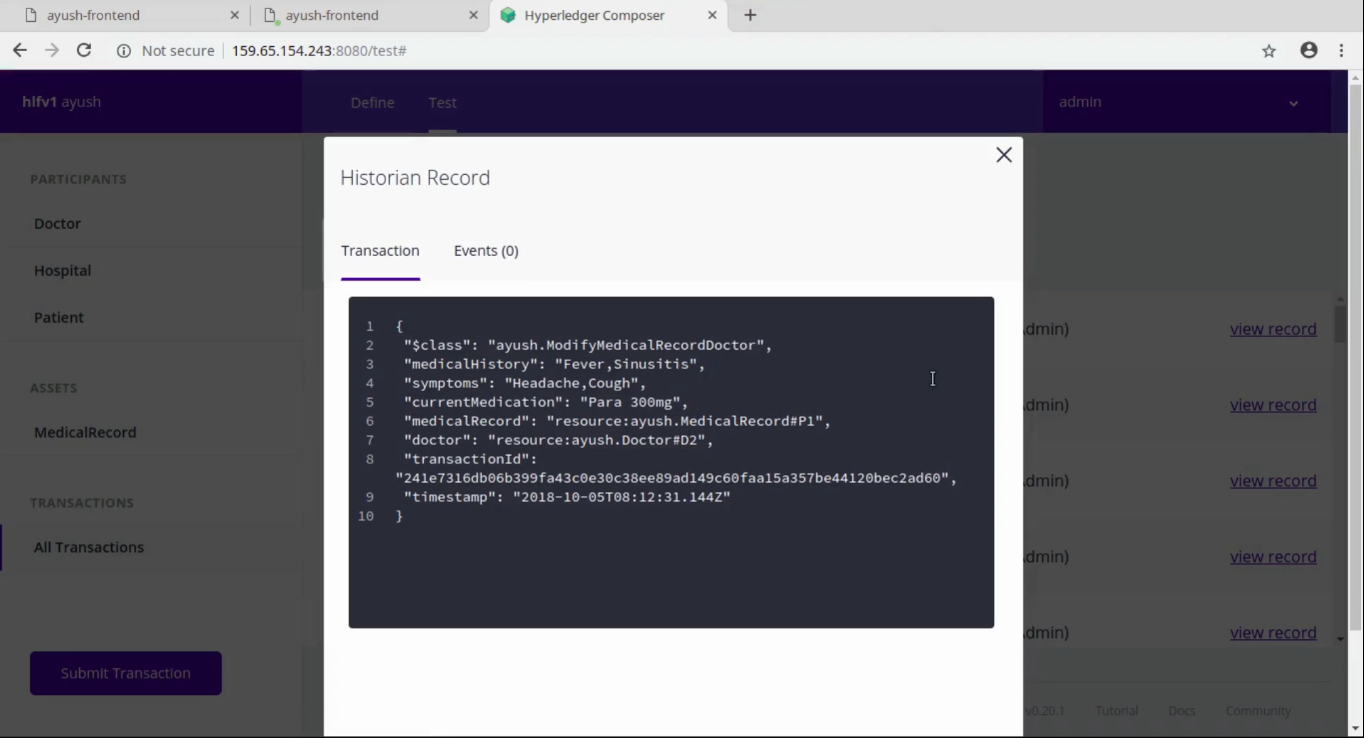 ayush-frontend
ayush-frontend
Hyperledger Composer
Not secure
159.65.154.243:8080/test#
hlfv1 ayush
Define
Test
admin
PARTICIPANTS
Doctor
Hospital
Patient
ASSETS
MedicalRecord
TRANSACTIONS
All Transactions
Submit Transaction
Historian Record
Transaction
Events (0)
1 {
2 "$class": "ayush.ModifyMedicalRecordDoctor",
3 "medicalHistory": "Fever,Sinusitis",
4 "symptoms": "Headache,Cough",
5 "currentMedication": "Para 300mg",
6 "medicalRecord": "resource:ayush.MedicalRecord#P1",
7 "doctor": "resource:ayush.Doctor#D2",
8 "transactionId":
"241e7316db06b399fa43c0e30c38ee89ad149c60faa15a357be44120bec2ad60",
9 "timestamp": "2018-10-05T08:12:31.144Z"
10 }
dmin) view record
dmin) view record
dmin) view record
dmin) view record
dmin) view record
v0.20.1 Tutorial Docs Community